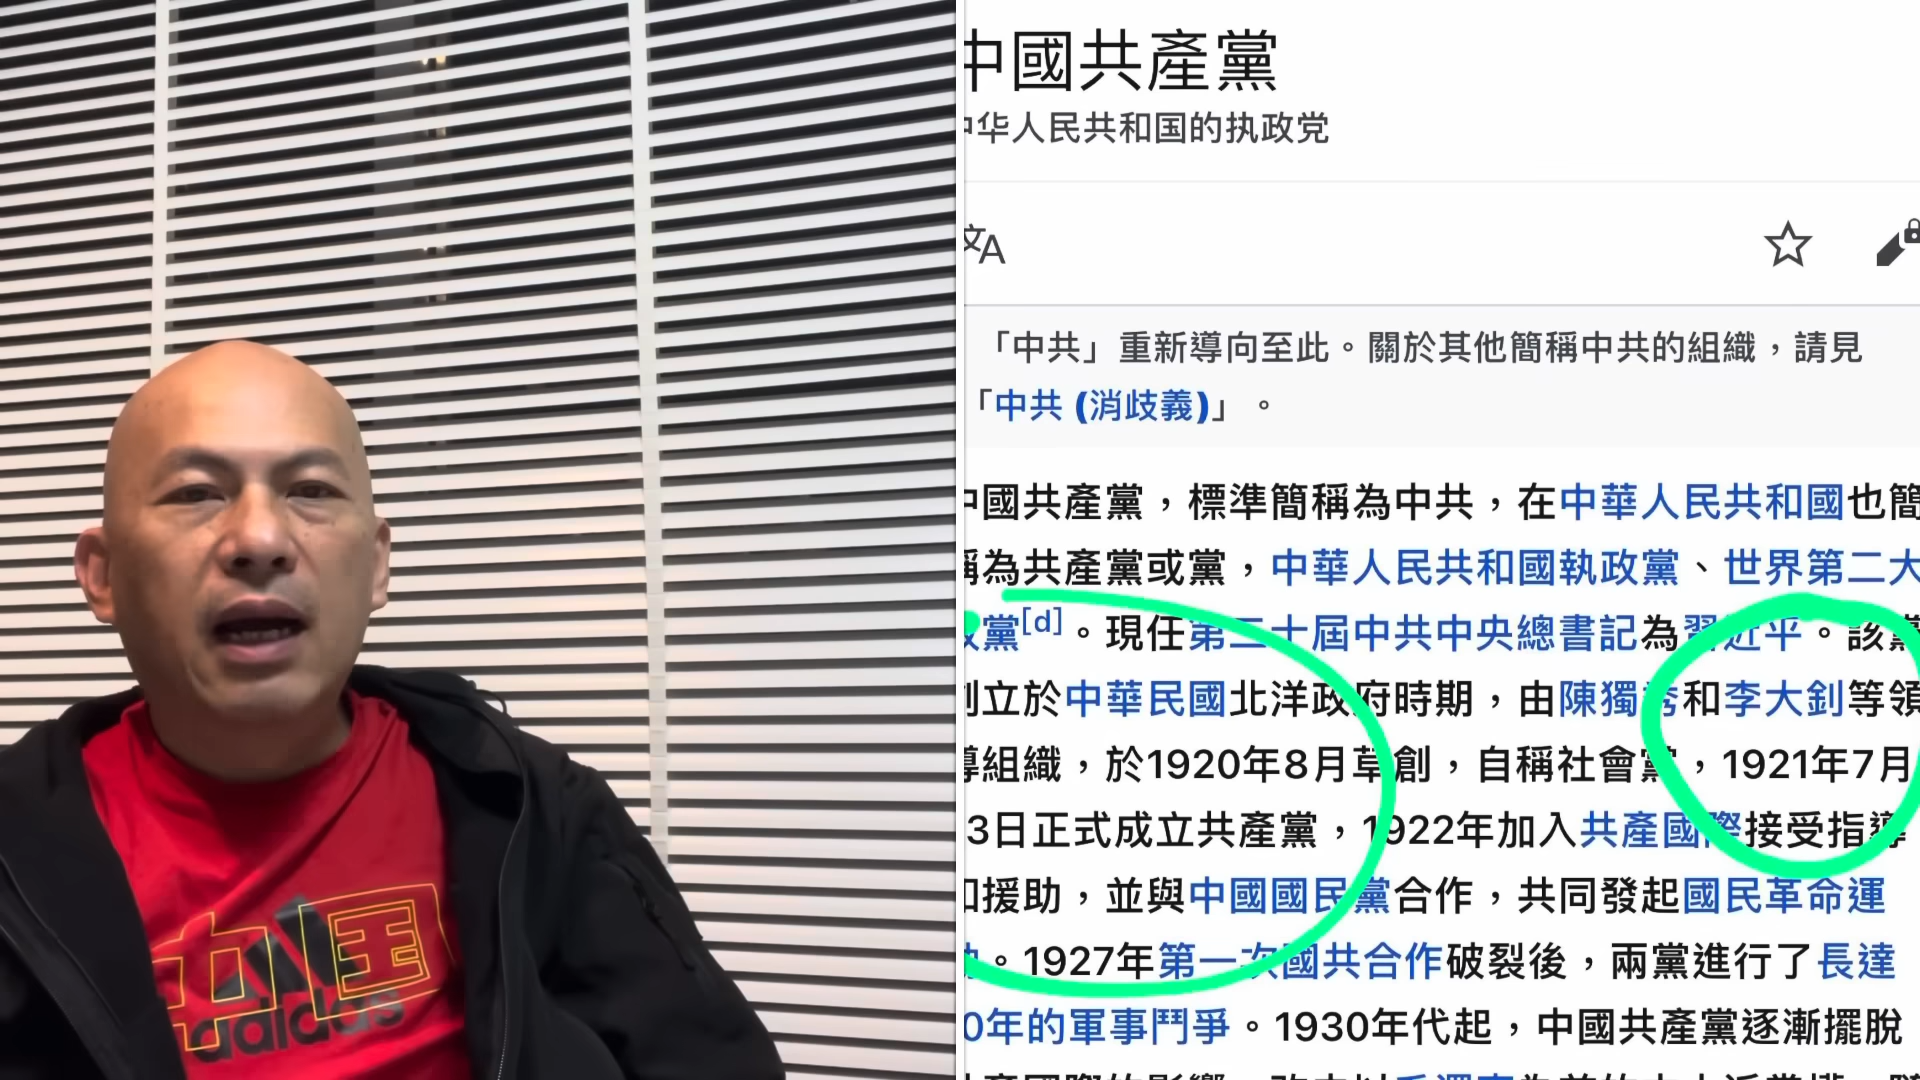 中国
adidas
中國共產黨
中华人民共和国的执政党
文A
「中共」重新導向至此。關於其他簡稱中共的組織，請見
「中共 (消歧義)」。
中國共產黨，標準簡稱為中共，在中華人民共和國也簡
稱為共產黨或黨，中華人民共和國執政黨、世界第二大
政黨[d]。現任第二十屆中共中央總書記為習近平。該黨
創立於中華民國北洋政府時期，由陳獨秀和李大釗等領
導組織，於1920年8月草創，自稱社會黨，1921年7月
3日正式成立共產黨，1922年加入共產國際接受指導
和援助，並與中國國民黨合作，共同發起國民革命運
動。1927年第一次國共合作破裂後，兩黨進行了長達
0年的軍事鬥爭。1930年代起，中國共產黨逐漸擺脫